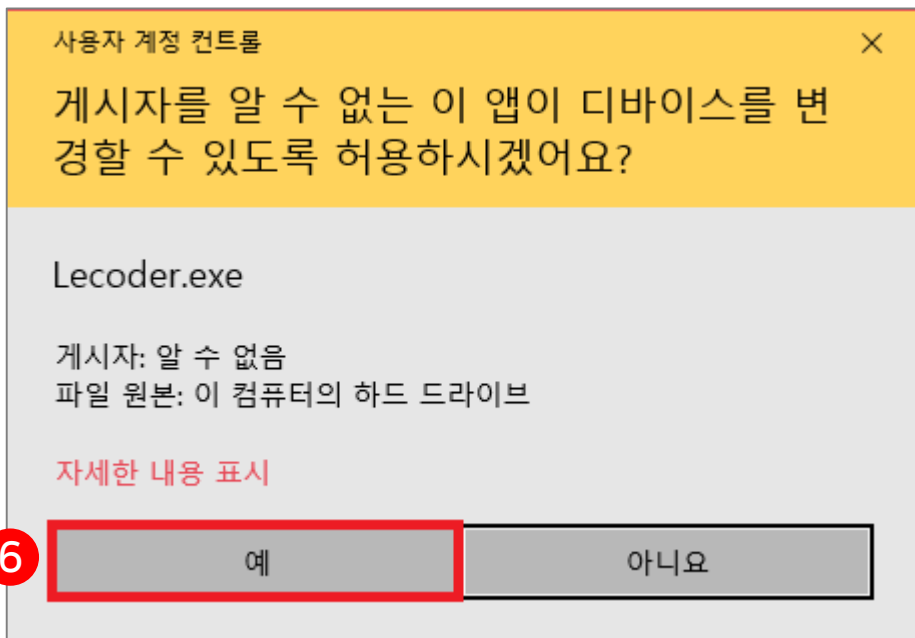 사용자 계정 컨트롤
게시자를 알 수 없는 이 앱이 디바이스를 변
경할 수 있도록 허용하시겠어요?
Lecoder.exe
게시자: 알 수 없음
파일 원본: 이 컴퓨터의 하드 드라이브
자세한 내용 표시
6 예 아니요